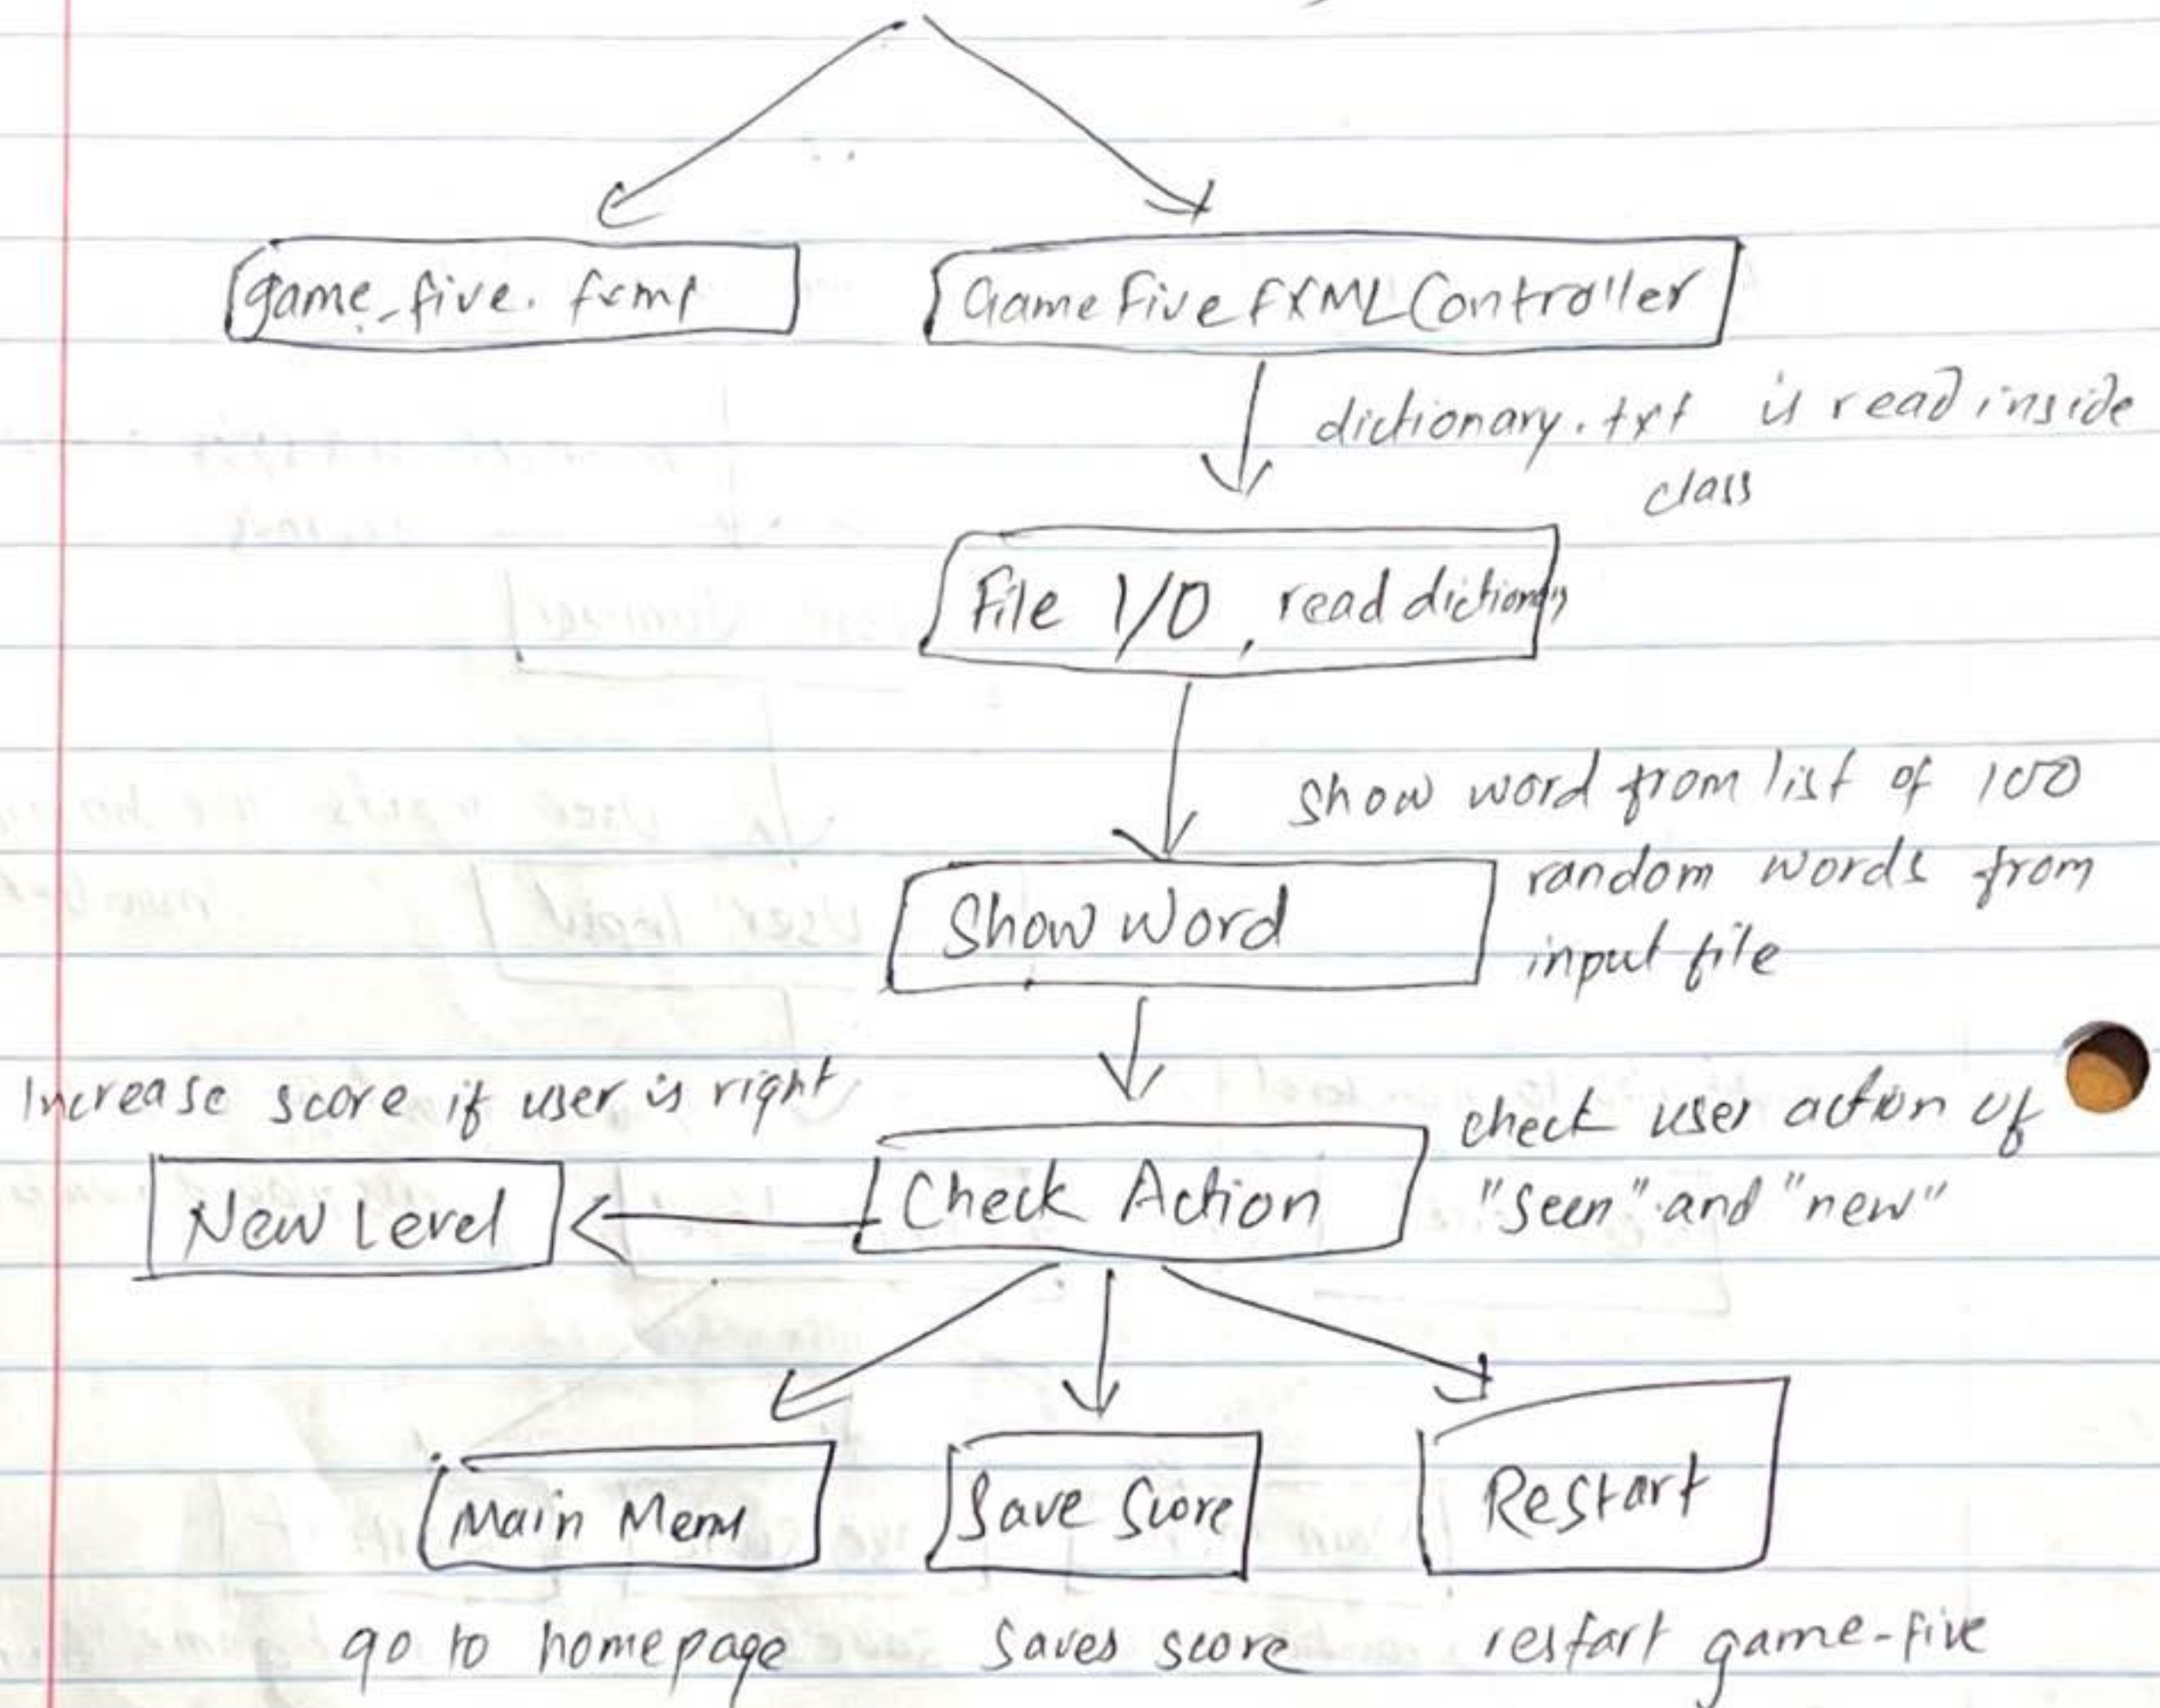 game_five. fxml
GameFiveFXMLController
dictionary.txt is read inside
class
File I/O, read dictionary
show word from list of 100
random words from
input file
Show Word
Increase score if user is right
check user action of
"seen" and "new"
New Level
Check Action
Main Menu
Save Score
Restart
go to homepage
saves score
restart game-five